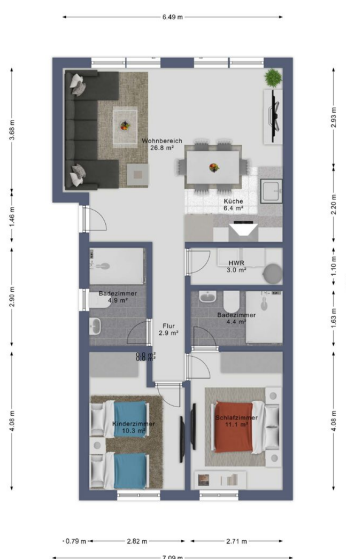 6.49 m
3.68 m
2.93 m
Wohnbereich
26.8 m²
Küche
6.4 m²
1.46 m
2.20 m
HWR
3.0 m²
1.10 m
2.90 m
Badezimmer
4.9 m²
Badezimmer
4.4 m²
1.63 m
Flur
2.9 m²
4.08 m
4.08 m
Kinderzimmer
10.3 m²
Schlafzimmer
11.1 m²
0.79 m
2.82 m
2.71 m
7.09 m